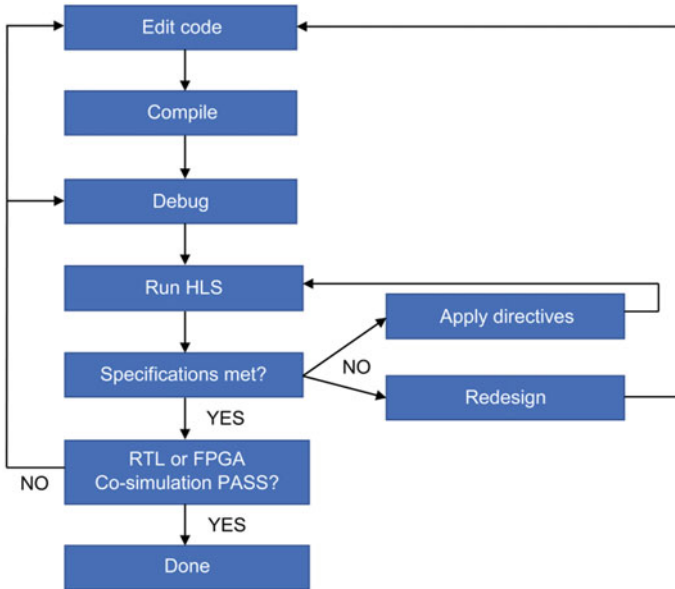 Edit code
Compile
Debug
Run HLS
Apply directives
Specifications met?
NO
Redesign
YES
RTL or FPGA
Co-simulation PASS?
NO
YES
Done